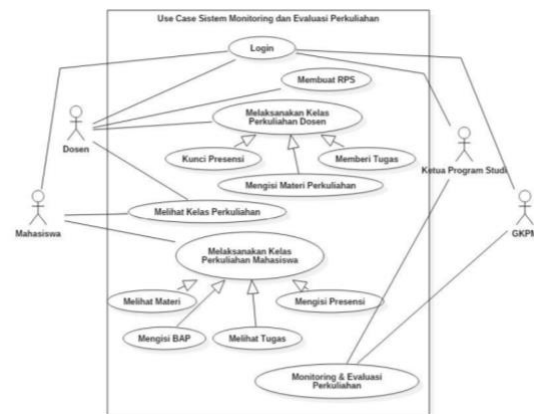 Use Case Sistem Monitoring dan Evaluasi Perkuliahan
Login
Membuat RPS
Melaksanakan Kelas
Perkuliahan Dosen
Dosen
Kunci Presensi
Memberi Tugas
Ketua Program Studi
Mengisi Materi Perkuliahan
Melihat Kelas Perkuliahan
Mahasiswa
GKPM
Melaksanakan Kelas
Perkuliahan Mahasiswa
Melihat Materi
Mengisi Presensi
Mengisi BAP
Melihat Tugas
Monitoring & Evaluasi
Perkuliahan